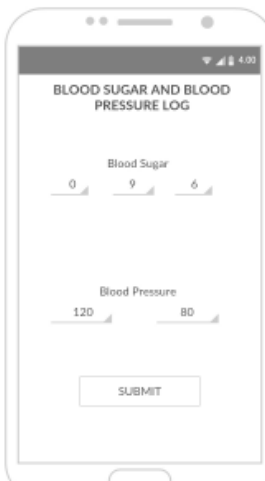 4.00
BLOOD SUGAR AND BLOOD
PRESSURE LOG
Blood Sugar
0 9 6
Blood Pressure
120 80
SUBMIT